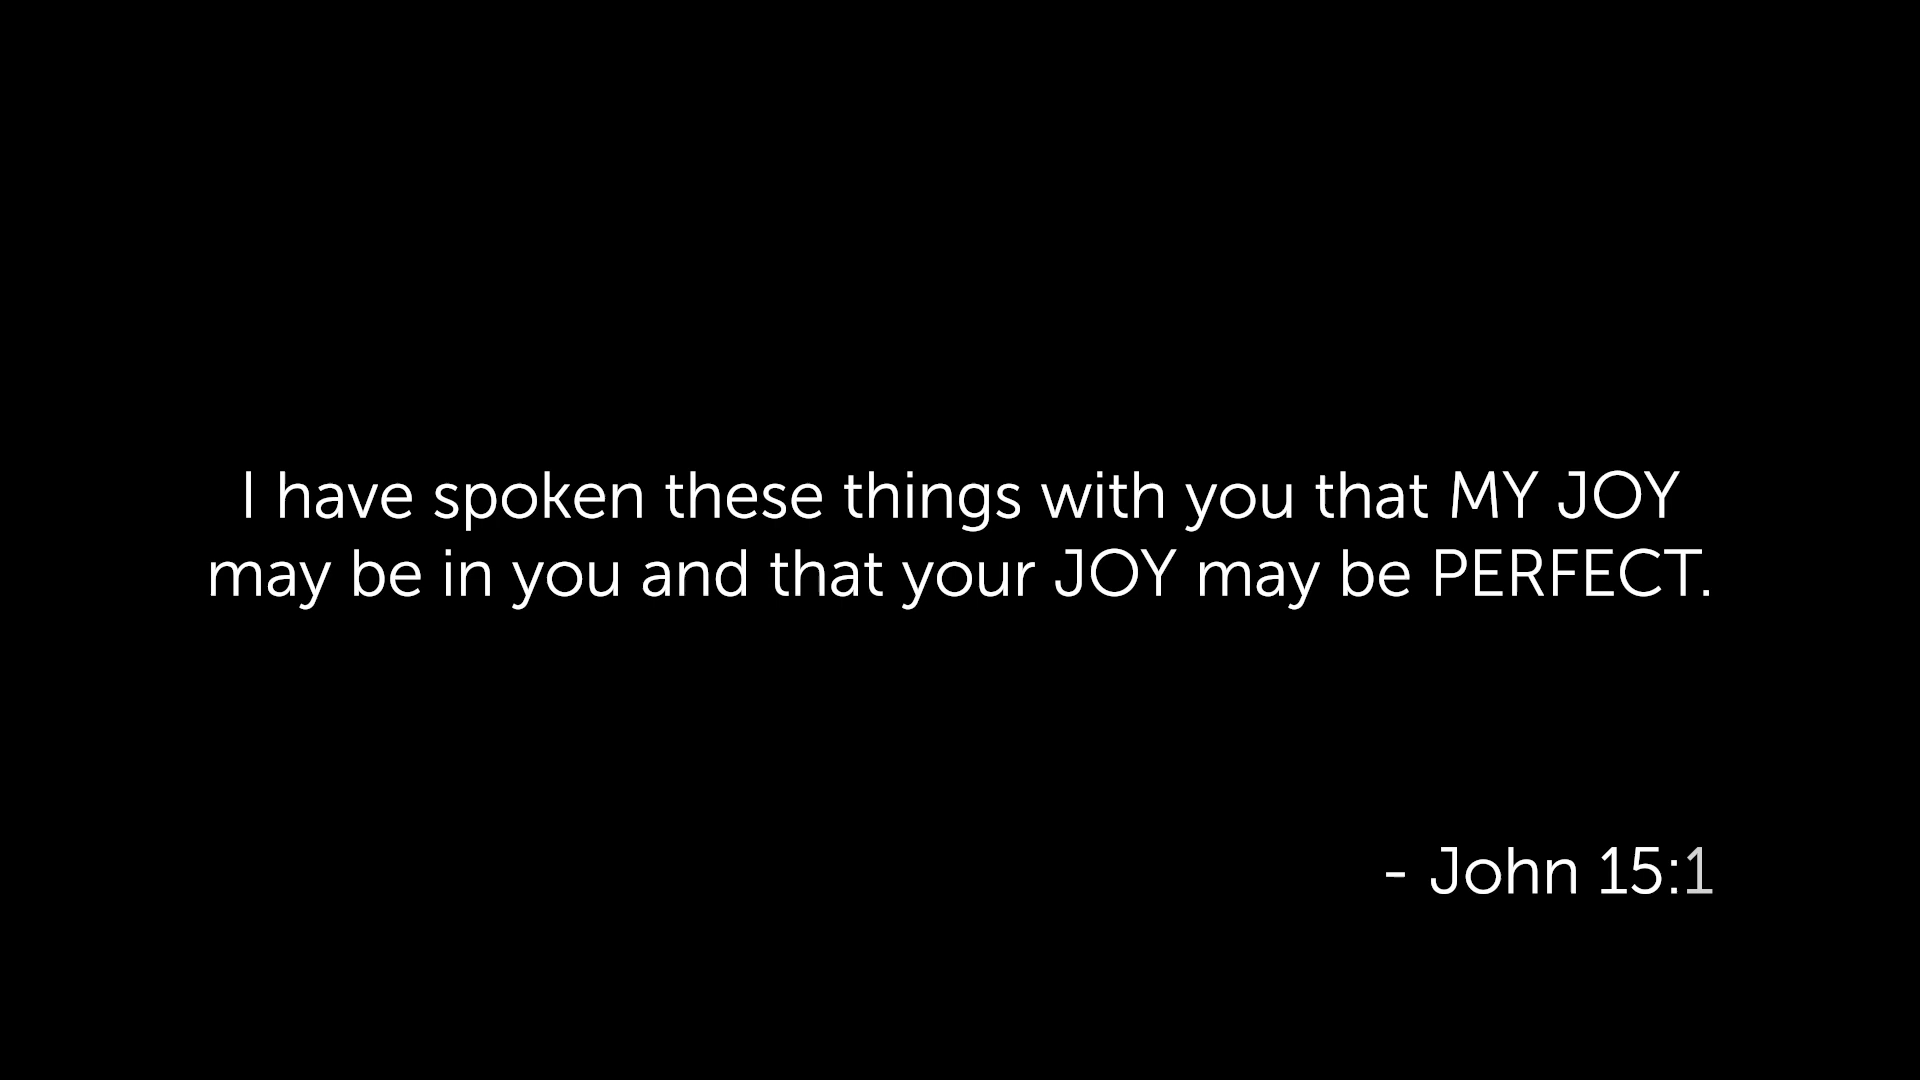 I have spoken these things with you that MY JOY
may be in you and that your JOY may be PERFECT.
- John 15:1